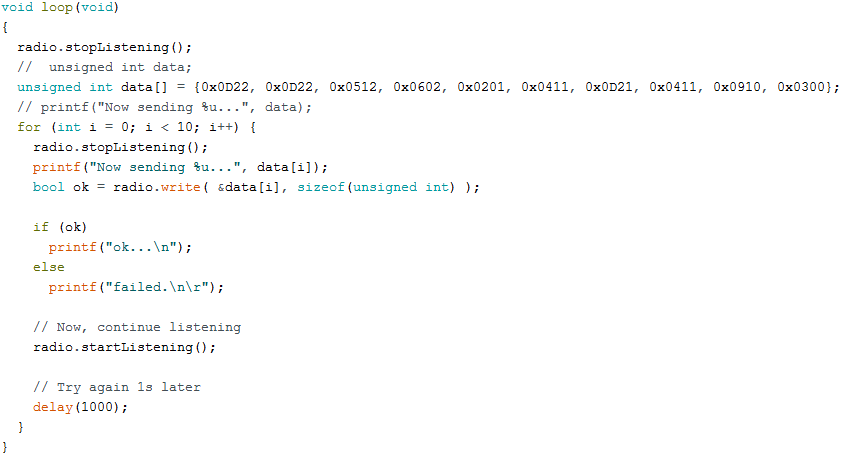 void loop(void)
{
  radio.stopListening();
  //  unsigned int data;
  unsigned int data[] = {0x0D22, 0x0D22, 0x0512, 0x0602, 0x0201, 0x0411, 0x0D21, 0x0411, 0x0910, 0x0300};
  // printf("Now sending %u...", data);
  for (int i = 0; i < 10; i++) {
    radio.stopListening();
    printf("Now sending %u...", data[i]);
    bool ok = radio.write( &data[i], sizeof(unsigned int) );

    if (ok)
      printf("ok...\n");
    else
      printf("failed.\n\r");

    // Now, continue listening
    radio.startListening();

    // Try again 1s later
    delay(1000);
  }
}